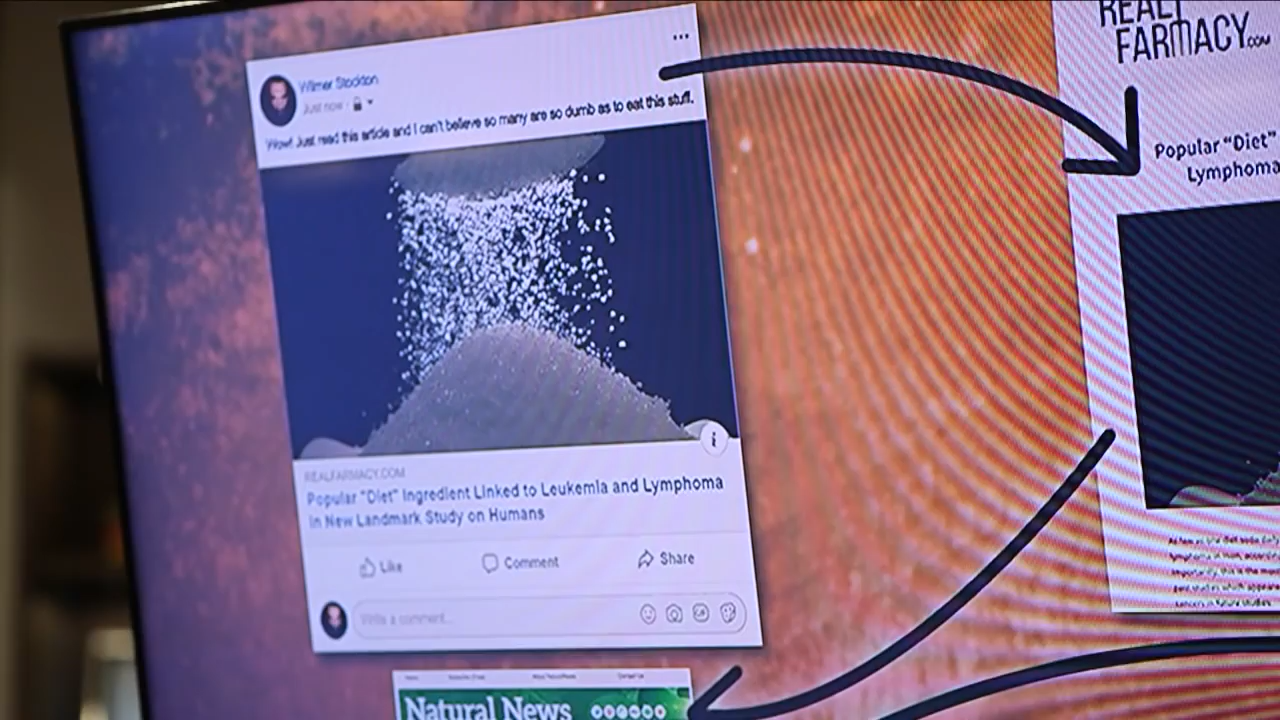 Wilmer Stockton
Just now
Wow! Just read this article and I can't believe so many are so dumb as to eat this stuff.
REALFARMACY.COM
Popular "Diet" Ingredient Linked to Leukemia and Lymphoma
in New Landmark Study on Humans
Like Comment Share
Write a comment...
Natural News
REAL
FARMACY.COM
Popular "Diet"
Lymphoma